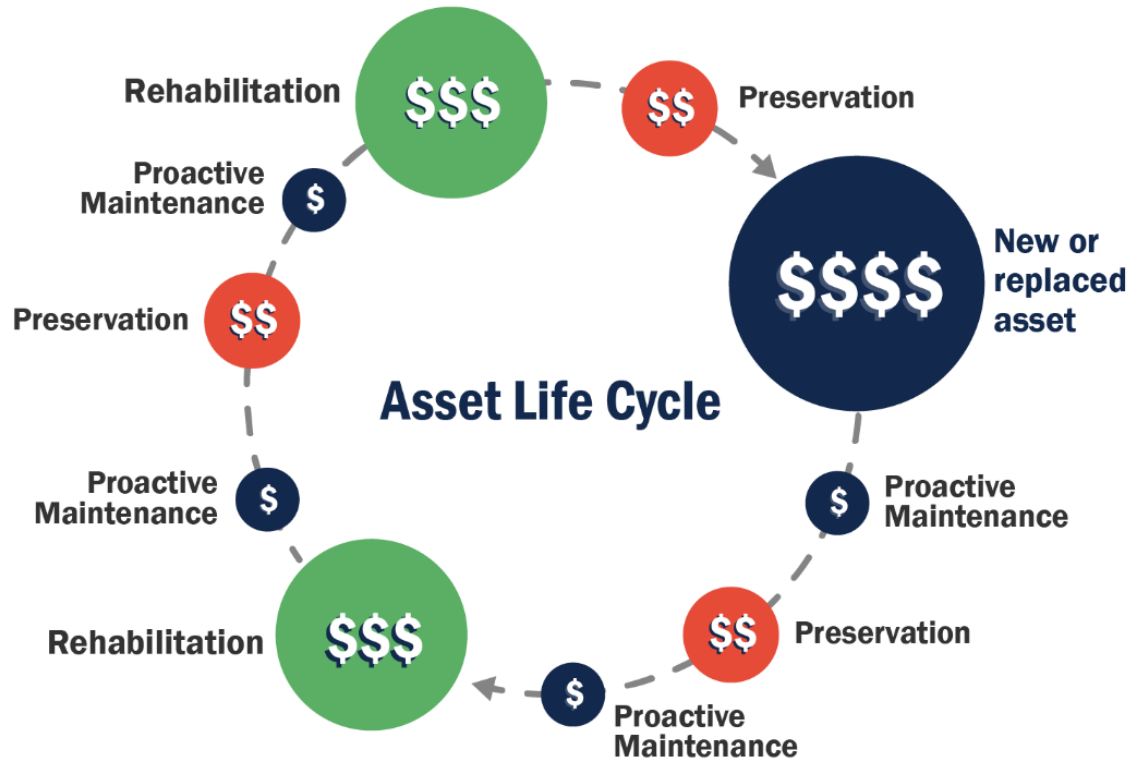 Rehabilitation
$$$
$$
Preservation
Proactive
Maintenance
$
$$$$
New or
replaced
asset
Preservation
$$
Asset Life Cycle
Proactive
Maintenance
$
$
Proactive
Maintenance
Rehabilitation
$$$
$$
Preservation
$
Proactive
Maintenance